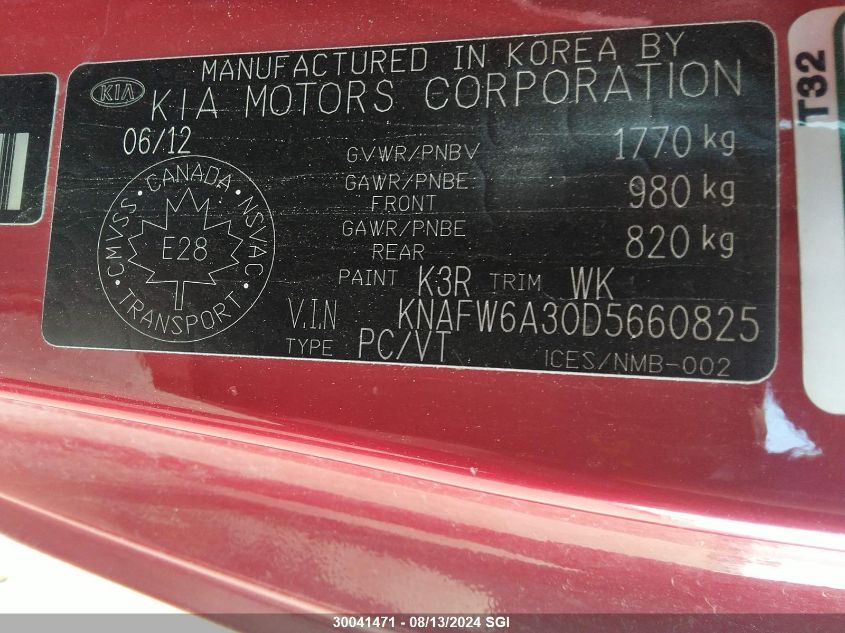 MANUFACTURED IN KOREA BY
KIA
KIA MOTORS CORPORATION
06/12
GVWR/PNBV 1770 kg
GAWR/PNBE FRONT 980 kg
GAWR/PNBE REAR 820 kg
CANADA · NSVAC · TRANSPORT · CMVSS
E28
PAINT K3R TRIM WK
V.I.N KNAFW6A30D5660825
TYPE PC/VT ICES/NMB-002
T32
30041471 - 08/13/2024 SGI